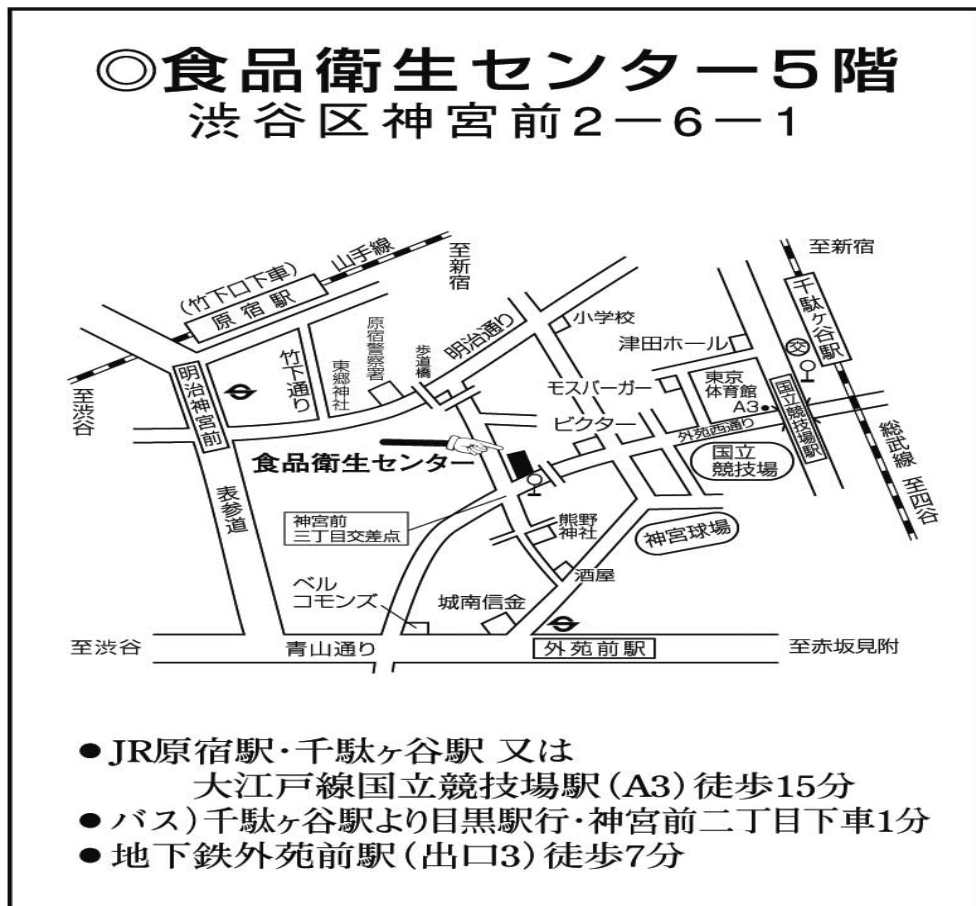 ◎食品衛生センター5階
渋谷区神宮前2－6－1
至新宿
至新宿
山手線
(竹下口下車)
原宿駅
千駄ヶ谷駅
小学校
明治通り
津田ホール
交
原宿警察署
歩道橋
竹下通り
東郷神社
明治神宮前
至渋谷
モスバーガー
東京
体育館
A3
国立競技場駅
ビクター
外苑西通り
総武線
至四谷
食品衛生センター
国立
競技場
表参道
神宮前
三丁目交差点
熊野
神社
神宮球場
ベル
コモンズ
城南信金
酒屋
至渋谷
青山通り
外苑前駅
至赤坂見附
●JR原宿駅・千駄ヶ谷駅 又は
大江戸線国立競技場駅(A3)徒歩15分
●バス)千駄ヶ谷駅より目黒駅行・神宮前二丁目下車1分
●地下鉄外苑前駅(出口3)徒歩7分